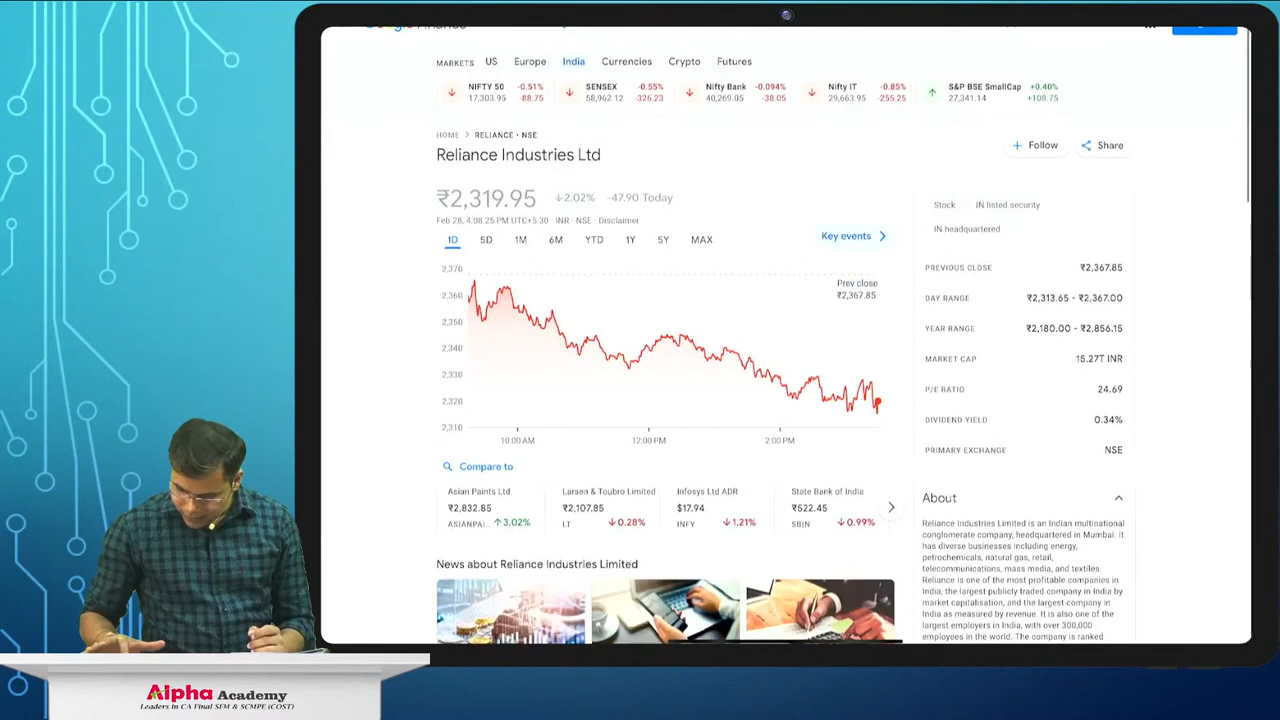 Google Finance
MARKETS US Europe India Currencies Crypto Futures
NIFTY 50 -0.51% SENSEX -0.55% Nifty Bank -0.094% Nifty IT -0.85% S&P BSE SmallCap +0.40%
17,303.95 -88.75 58,962.12 -326.23 40,269.05 -38.05 29,663.95 -255.25 27,341.14 +108.75
HOME > RELIANCE • NSE
Reliance Industries Ltd
+ Follow Share
₹2,319.95 ↓2.02% -47.90 Today
Feb 28, 4:08:25 PM UTC+5:30 · INR · NSE · Disclaimer
1D 5D 1M 6M YTD 1Y 5Y MAX
Key events >
2,370
2,360
2,350
2,340
2,330
2,320
2,310
Prev close
₹2,367.85
10:00 AM 12:00 PM 2:00 PM
Compare to
Asian Paints Ltd Larsen & Toubro Limited Infosys Ltd ADR State Bank of India
₹2,832.85 ₹2,107.85 $17.94 ₹522.45
ASIANPAI... ↑3.02% LT ↓0.28% INFY ↓1.21% SBIN ↓0.99%
News about Reliance Industries Limited
Stock IN listed security
IN headquartered
PREVIOUS CLOSE ₹2,367.85
DAY RANGE ₹2,313.65 - ₹2,367.00
YEAR RANGE ₹2,180.00 - ₹2,856.15
MARKET CAP 15.27T INR
P/E RATIO 24.69
DIVIDEND YIELD 0.34%
PRIMARY EXCHANGE NSE
About
Reliance Industries Limited is an Indian multinational
conglomerate company, headquartered in Mumbai. It
has diverse businesses including energy,
petrochemicals, natural gas, retail,
telecommunications, mass media, and textiles.
Reliance is one of the most profitable companies in
India, the largest publicly traded company in India by
market capitalisation, and the largest company in
India as measured by revenue. It is also one of the
largest employers in India, with over 300,000
employees in the world. The company is ranked
Alpha Academy
Leaders in CA Final SFM & SCMPE (COST)